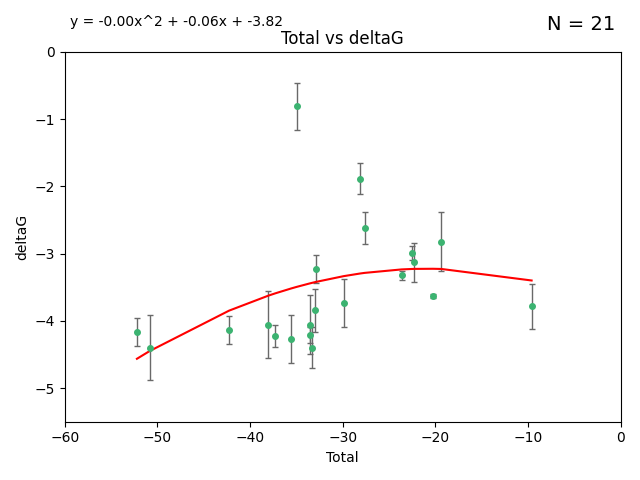 y = -0.00x^2 + -0.06x + -3.82
N = 21
Total vs deltaG
0
−1
−2
−3
−4
−5
deltaG
−60 −50 −40 −30 −20 −10 0
Total